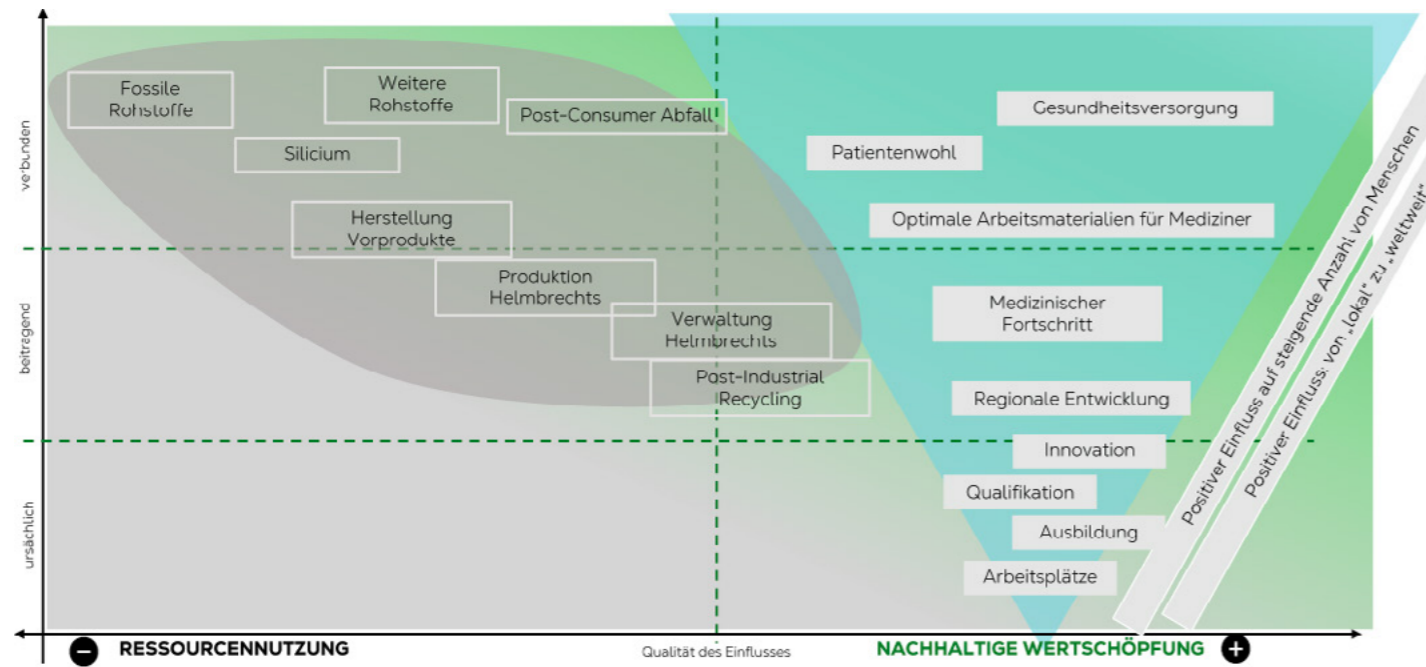 verbunden
beitragend
ursächlich
Fossile
Rohstoffe
Weitere
Rohstoffe
Post-Consumer Abfall
Silicium
Herstellung
Vorprodukte
Produktion
Helmbrechts
Verwaltung
Helmbrechts
Post-Industrial
Recycling
Gesundheitsversorgung
Patientenwohl
Optimale Arbeitsmaterialien für Mediziner
Medizinischer
Fortschritt
Regionale Entwicklung
Innovation
Qualifikation
Ausbildung
Arbeitsplätze
Positiver Einfluss auf steigende Anzahl von Menschen
Positiver Einfluss: von „lokal" zu „weltweit"
− RESSOURCENNUTZUNG
Qualität des Einflusses
NACHHALTIGE WERTSCHÖPFUNG +